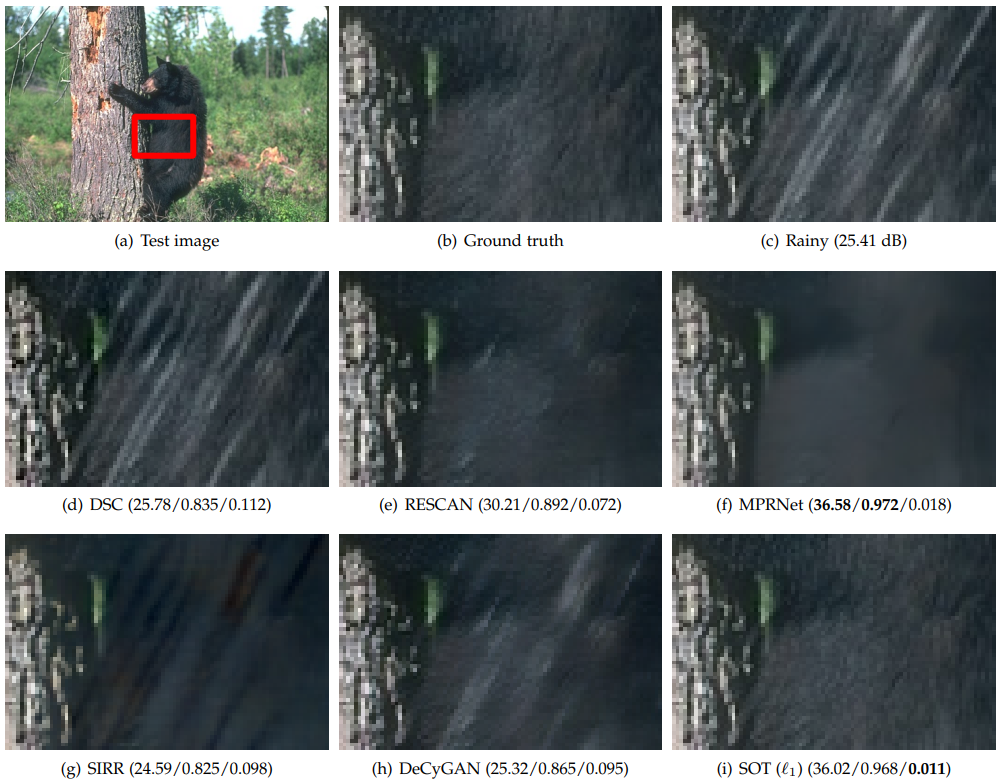 (a) Test image
(b) Ground truth
(c) Rainy (25.41 dB)
(d) DSC (25.78/0.835/0.112)
(e) RESCAN (30.21/0.892/0.072)
(f) MPRNet (36.58/0.972/0.018)
(g) SIRR (24.59/0.825/0.098)
(h) DeCyGAN (25.32/0.865/0.095)
(i) SOT (ℓ₁) (36.02/0.968/0.011)